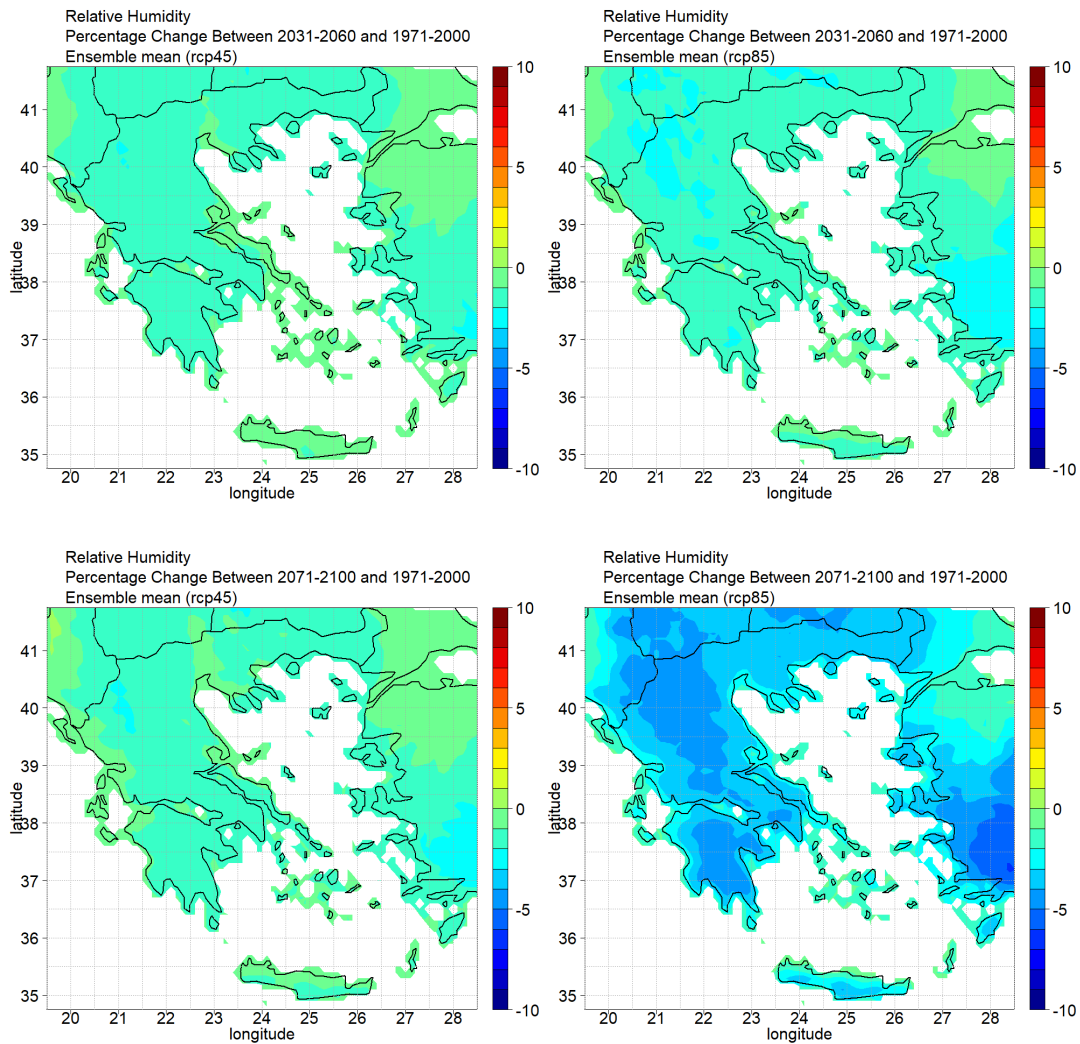 Relative Humidity
Percentage Change Between 2031-2060 and 1971-2000
Ensemble mean (rcp45)
10
5
0
-5
-10
41
40
39
38
37
36
35
latitude
20 21 22 23 24 25 26 27 28
longitude
Relative Humidity
Percentage Change Between 2031-2060 and 1971-2000
Ensemble mean (rcp85)
10
5
0
-5
-10
41
40
39
38
37
36
35
latitude
20 21 22 23 24 25 26 27 28
longitude
Relative Humidity
Percentage Change Between 2071-2100 and 1971-2000
Ensemble mean (rcp45)
10
5
0
-5
-10
41
40
39
38
37
36
35
latitude
20 21 22 23 24 25 26 27 28
longitude
Relative Humidity
Percentage Change Between 2071-2100 and 1971-2000
Ensemble mean (rcp85)
10
5
0
-5
-10
41
40
39
38
37
36
35
latitude
20 21 22 23 24 25 26 27 28
longitude